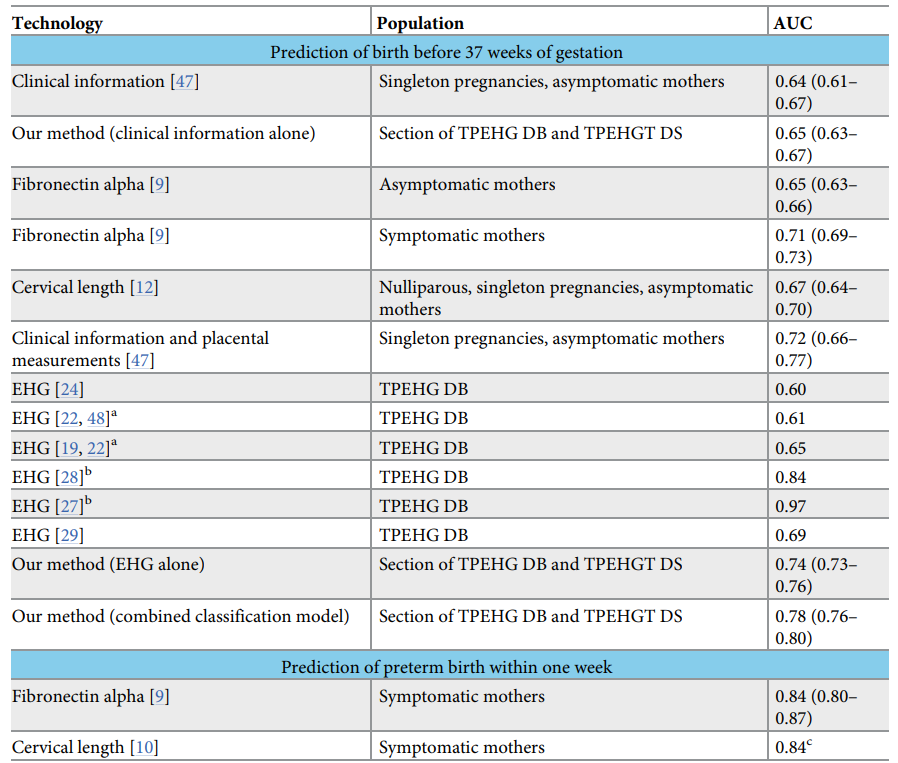 Technology Population AUC
Prediction of birth before 37 weeks of gestation
Clinical information [47] Singleton pregnancies, asymptomatic mothers 0.64 (0.61–
0.67)
Our method (clinical information alone) Section of TPEHG DB and TPEHGT DS 0.65 (0.63–
0.67)
Fibronectin alpha [9] Asymptomatic mothers 0.65 (0.63–
0.66)
Fibronectin alpha [9] Symptomatic mothers 0.71 (0.69–
0.73)
Cervical length [12] Nulliparous, singleton pregnancies, asymptomatic 0.67 (0.64–
mothers 0.70)
Clinical information and placental Singleton pregnancies, asymptomatic mothers 0.72 (0.66–
measurements [47] 0.77)
EHG [24] TPEHG DB 0.60
EHG [22, 48]ᵃ TPEHG DB 0.61
EHG [19, 22]ᵃ TPEHG DB 0.65
EHG [28]ᵇ TPEHG DB 0.84
EHG [27]ᵇ TPEHG DB 0.97
EHG [29] TPEHG DB 0.69
Our method (EHG alone) Section of TPEHG DB and TPEHGT DS 0.74 (0.73–
0.76)
Our method (combined classification model) Section of TPEHG DB and TPEHGT DS 0.78 (0.76–
0.80)
Prediction of preterm birth within one week
Fibronectin alpha [9] Symptomatic mothers 0.84 (0.80–
0.87)
Cervical length [10] Symptomatic mothers 0.84ᶜ